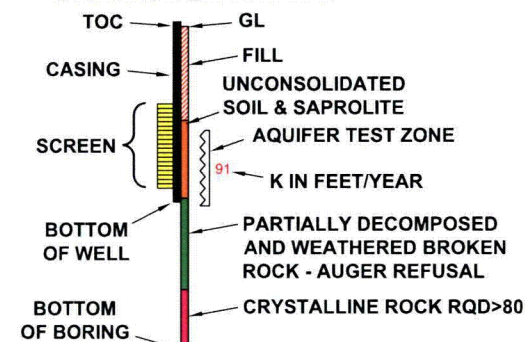 TOC
GL
FILL
CASING
UNCONSOLIDATED
SOIL & SAPROLITE
AQUIFER TEST ZONE
SCREEN
91
K IN FEET/YEAR
BOTTOM
OF WELL
PARTIALLY DECOMPOSED
AND WEATHERED BROKEN
ROCK - AUGER REFUSAL
CRYSTALLINE ROCK RQD>80
BOTTOM
OF BORING